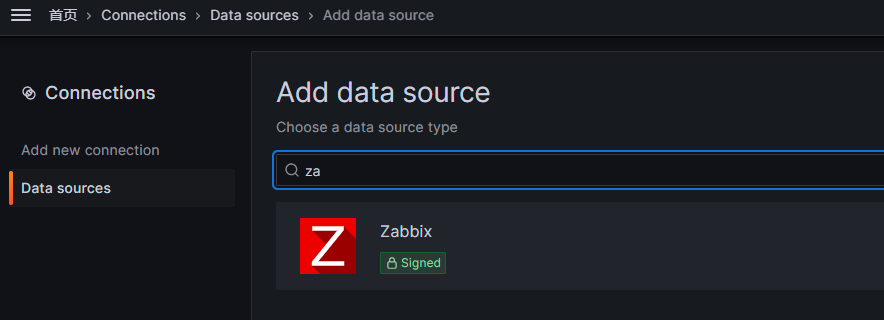 首页 › Connections › Data sources › Add data source
Connections
Add new connection
Data sources
Add data source
Choose a data source type
za
Z
Zabbix
Signed